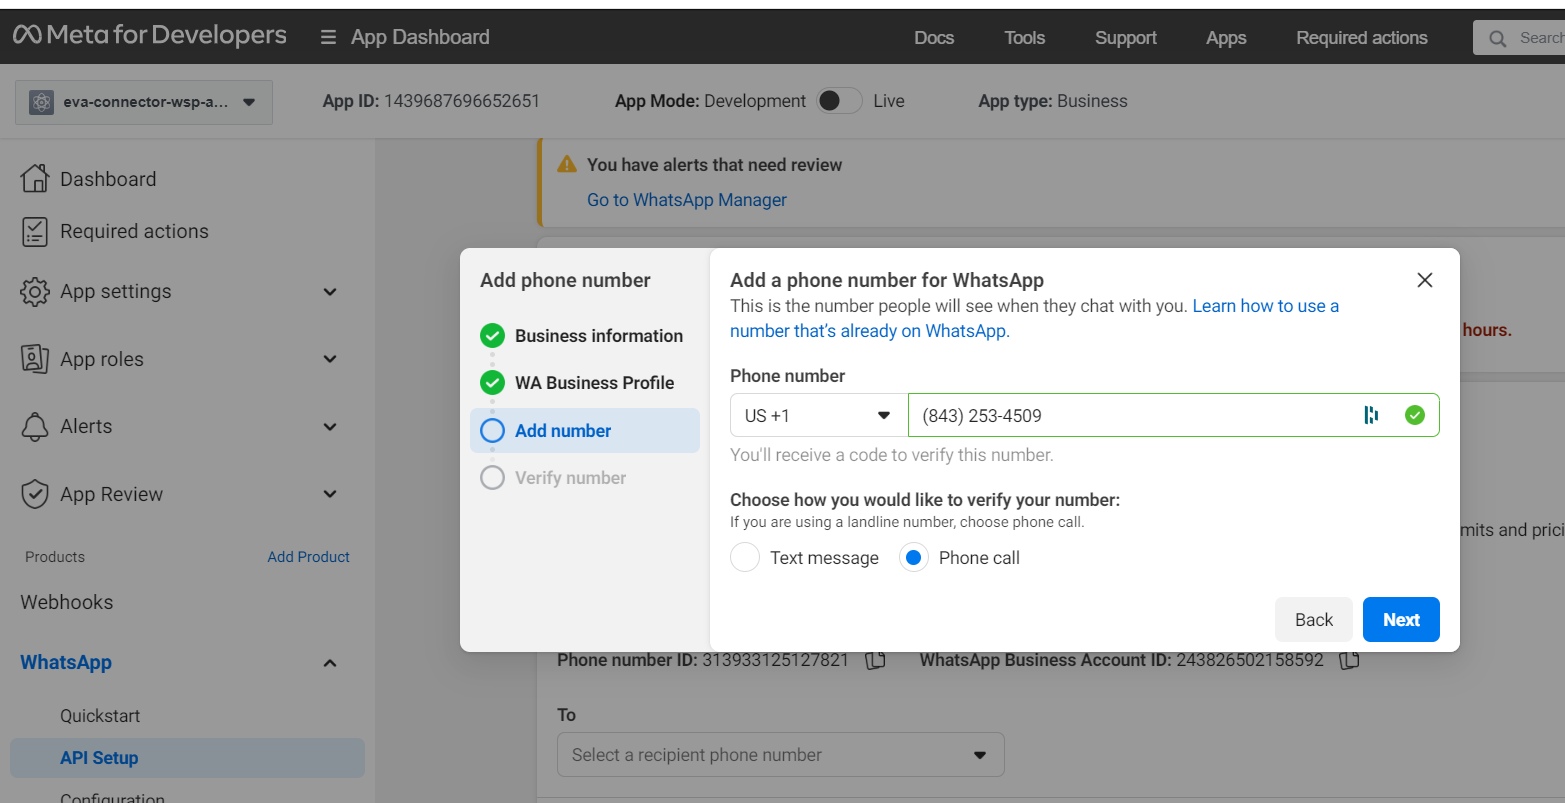 Meta for Developers
App Dashboard
Docs
Tools
Support
Apps
Required actions
Search
eva-connector-wsp-a...
App ID: 1439687696652651
App Mode: Development
Live
App type: Business
Dashboard
Required actions
App settings
App roles
Alerts
App Review
Products
Add Product
Webhooks
WhatsApp
Quickstart
API Setup
Configuration
You have alerts that need review
Go to WhatsApp Manager
hours.
Add phone number
Business information
WA Business Profile
Add number
Verify number
Add a phone number for WhatsApp
This is the number people will see when they chat with you. Learn how to use a
number that's already on WhatsApp.
Phone number
US +1
(843) 253-4509
You'll receive a code to verify this number.
Choose how you would like to verify your number:
If you are using a landline number, choose phone call.
Text message
Phone call
Back
Next
mits and prici
Phone number ID: 313933125127821
WhatsApp Business Account ID: 243826502158592
To
Select a recipient phone number